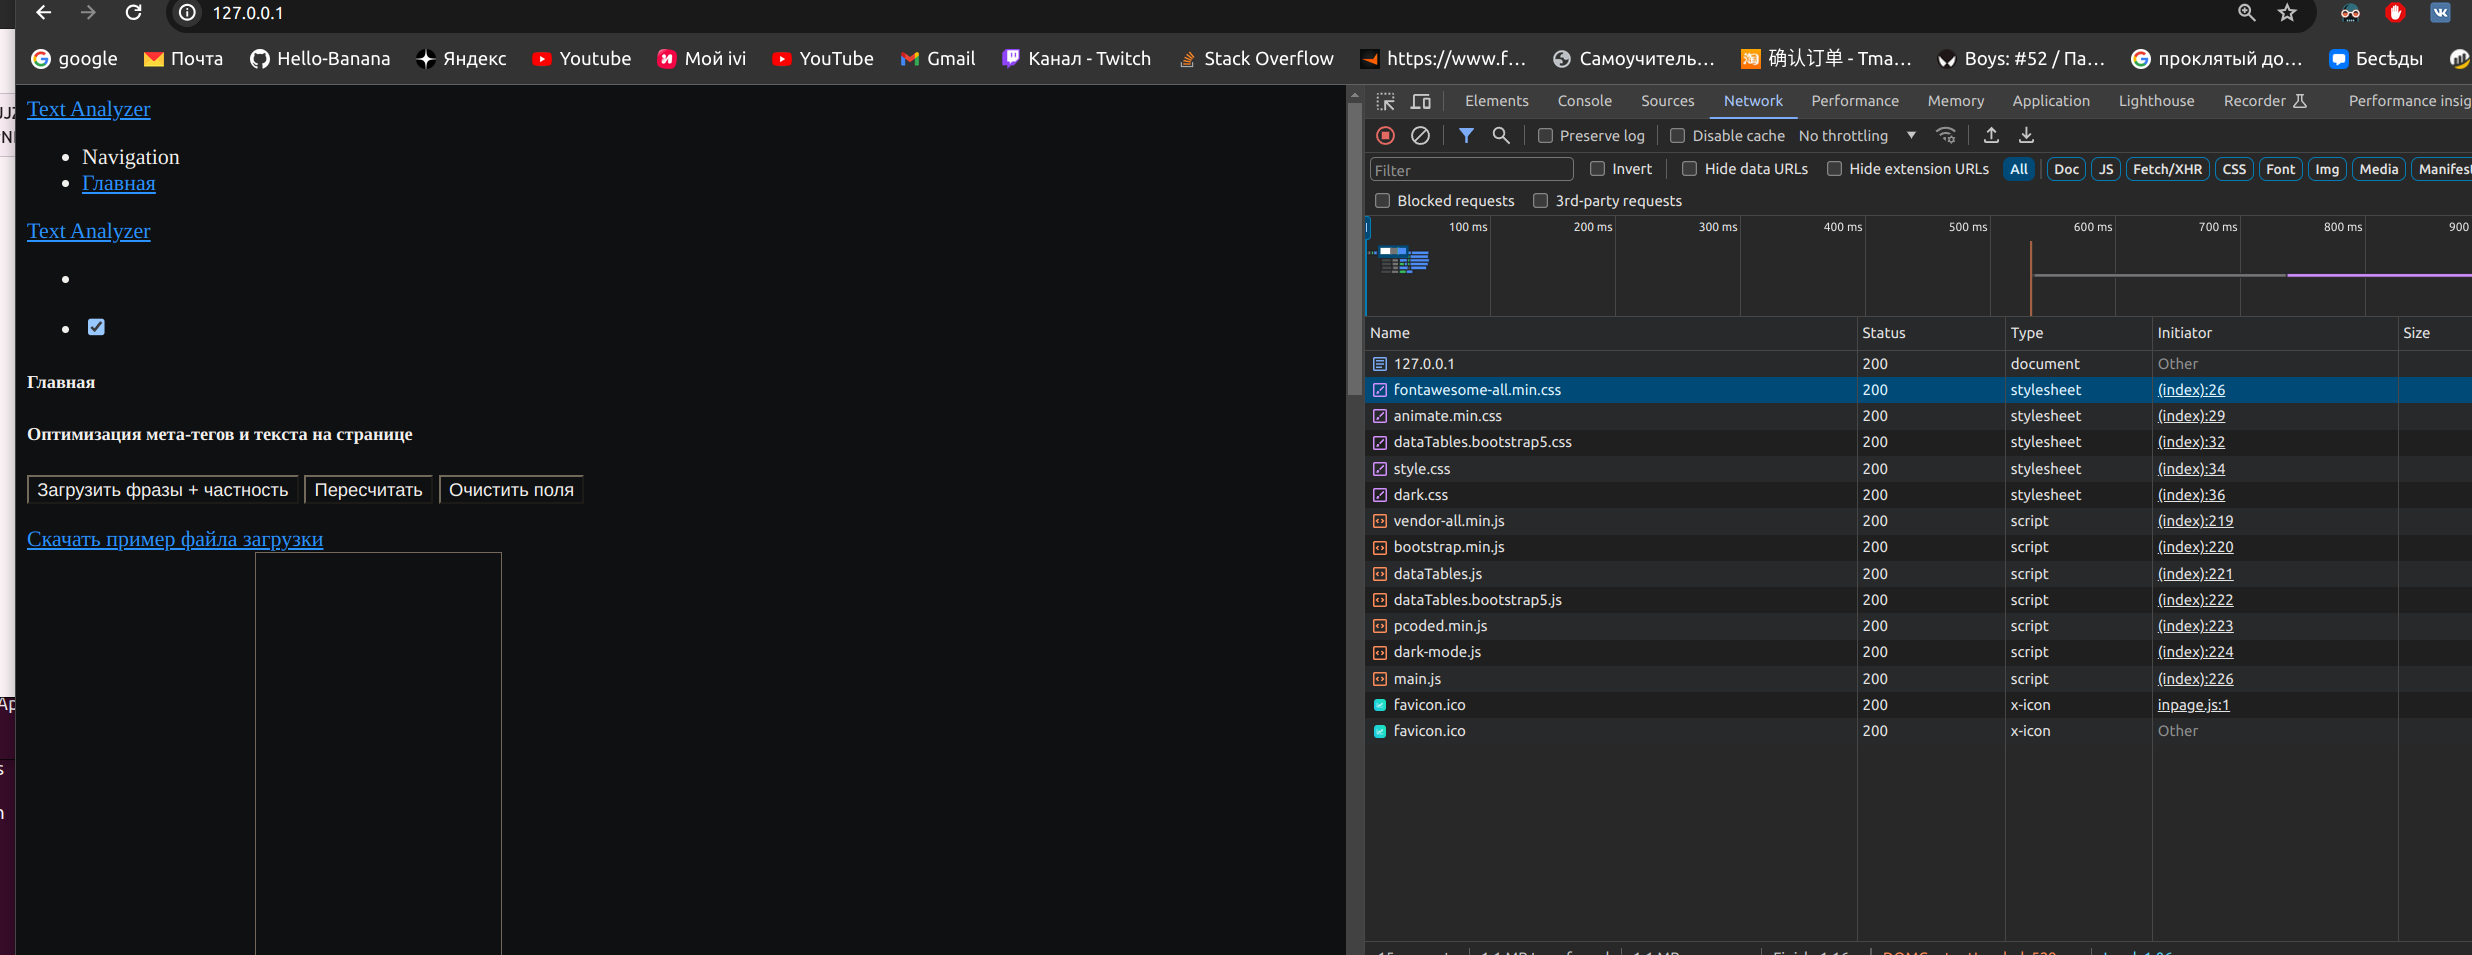 127.0.0.1
google Почта Hello-Banana Яндекс Youtube Мой ivi YouTube Gmail Канал - Twitch Stack Overflow https://www.f... Самоучитель... 确认订单 - Tma... Boys: #52 / Па... проклятый до... Бесѣды
Text Analyzer
Navigation
Главная
Text Analyzer
Главная
Оптимизация мета-тегов и текста на странице
Загрузить фразы + частность Пересчитать Очистить поля
Скачать пример файла загрузки
Elements Console Sources Network Performance Memory Application Lighthouse Recorder Performance insig
Preserve log Disable cache No throttling
Filter Invert Hide data URLs Hide extension URLs All Doc JS Fetch/XHR CSS Font Img Media Manifest
Blocked requests 3rd-party requests
100 ms 200 ms 300 ms 400 ms 500 ms 600 ms 700 ms 800 ms 900
Name Status Type Initiator Size
127.0.0.1 200 document Other
fontawesome-all.min.css 200 stylesheet (index):26
animate.min.css 200 stylesheet (index):29
dataTables.bootstrap5.css 200 stylesheet (index):32
style.css 200 stylesheet (index):34
dark.css 200 stylesheet (index):36
vendor-all.min.js 200 script (index):219
bootstrap.min.js 200 script (index):220
dataTables.js 200 script (index):221
dataTables.bootstrap5.js 200 script (index):222
pcoded.min.js 200 script (index):223
dark-mode.js 200 script (index):224
main.js 200 script (index):226
favicon.ico 200 x-icon inpage.js:1
favicon.ico 200 x-icon Other